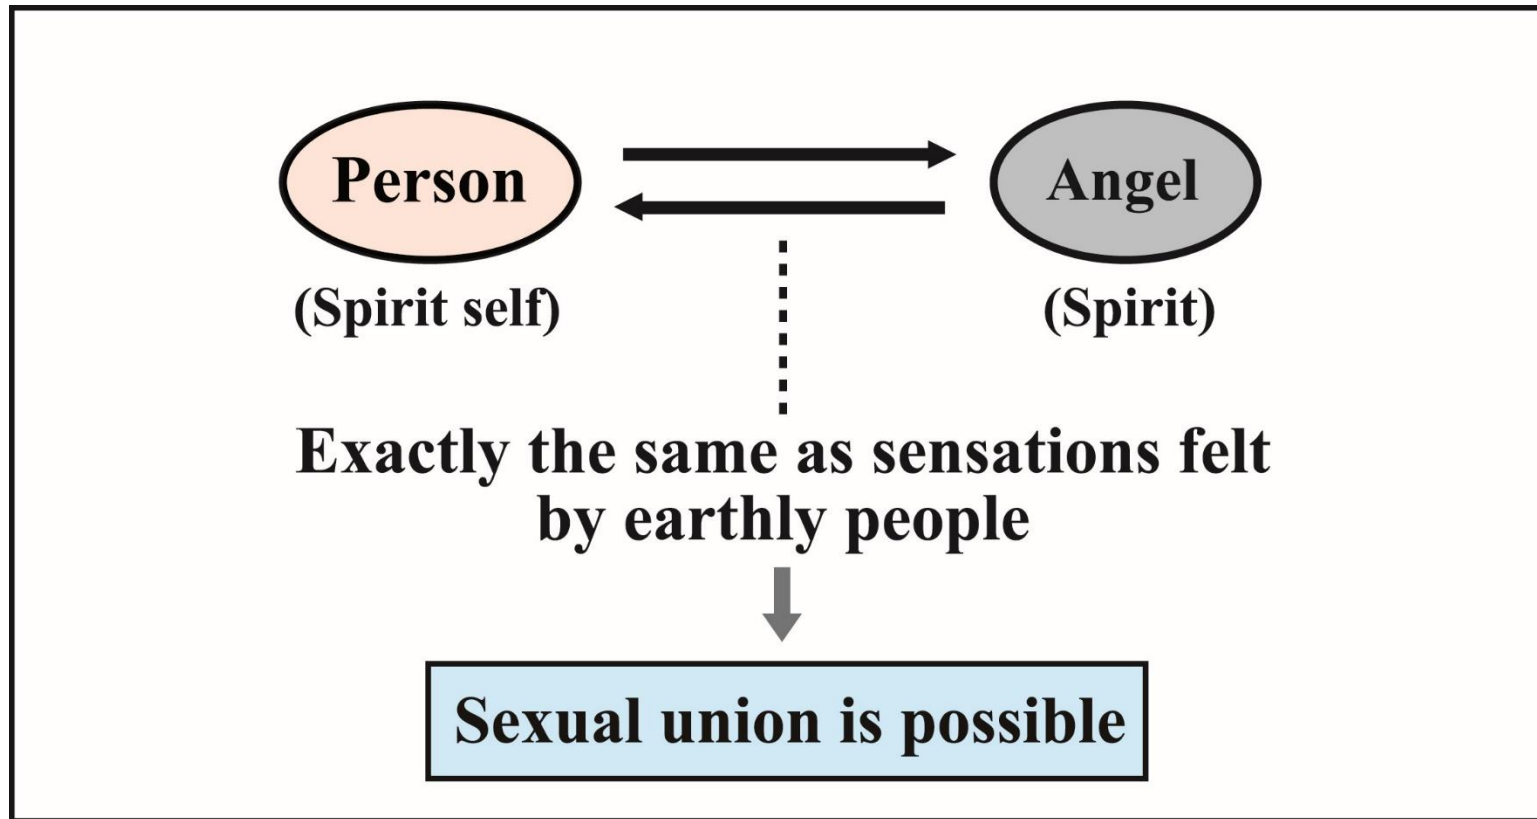 Person
Angel
(Spirit self)
(Spirit)
Exactly the same as sensations felt
by earthly people
Sexual union is possible